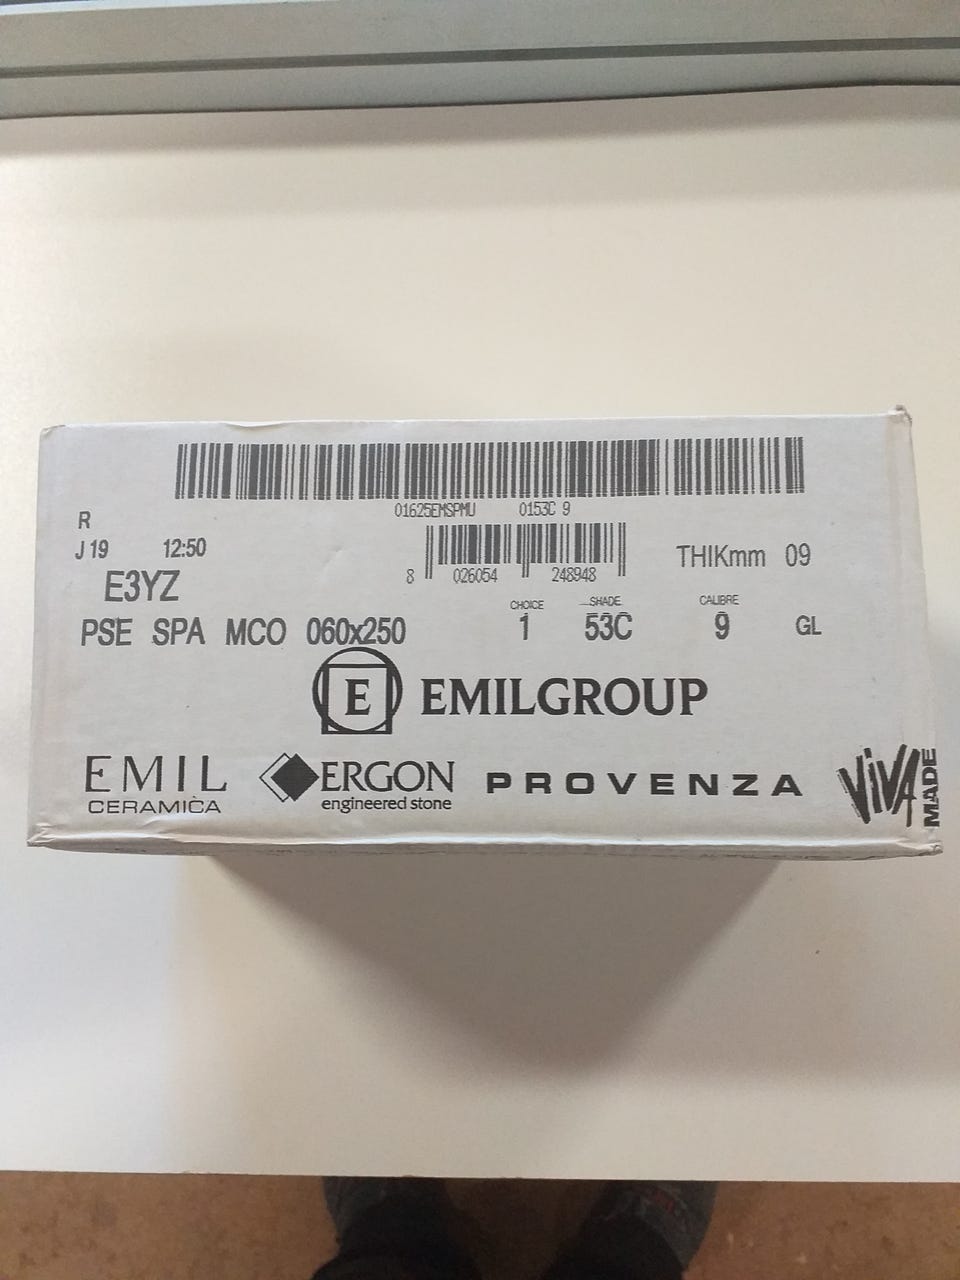 01625EMSPMU 0153C 9
R
J 19 12:50
8 026054 248948
THIKmm 09
E3YZ
CHOICE SHADE CALIBRE
PSE SPA MCO 060x250 1 53C 9 GL
E EMILGROUP
EMIL
CERAMICA
ERGON
engineered stone
PROVENZA
ViVA
MADE